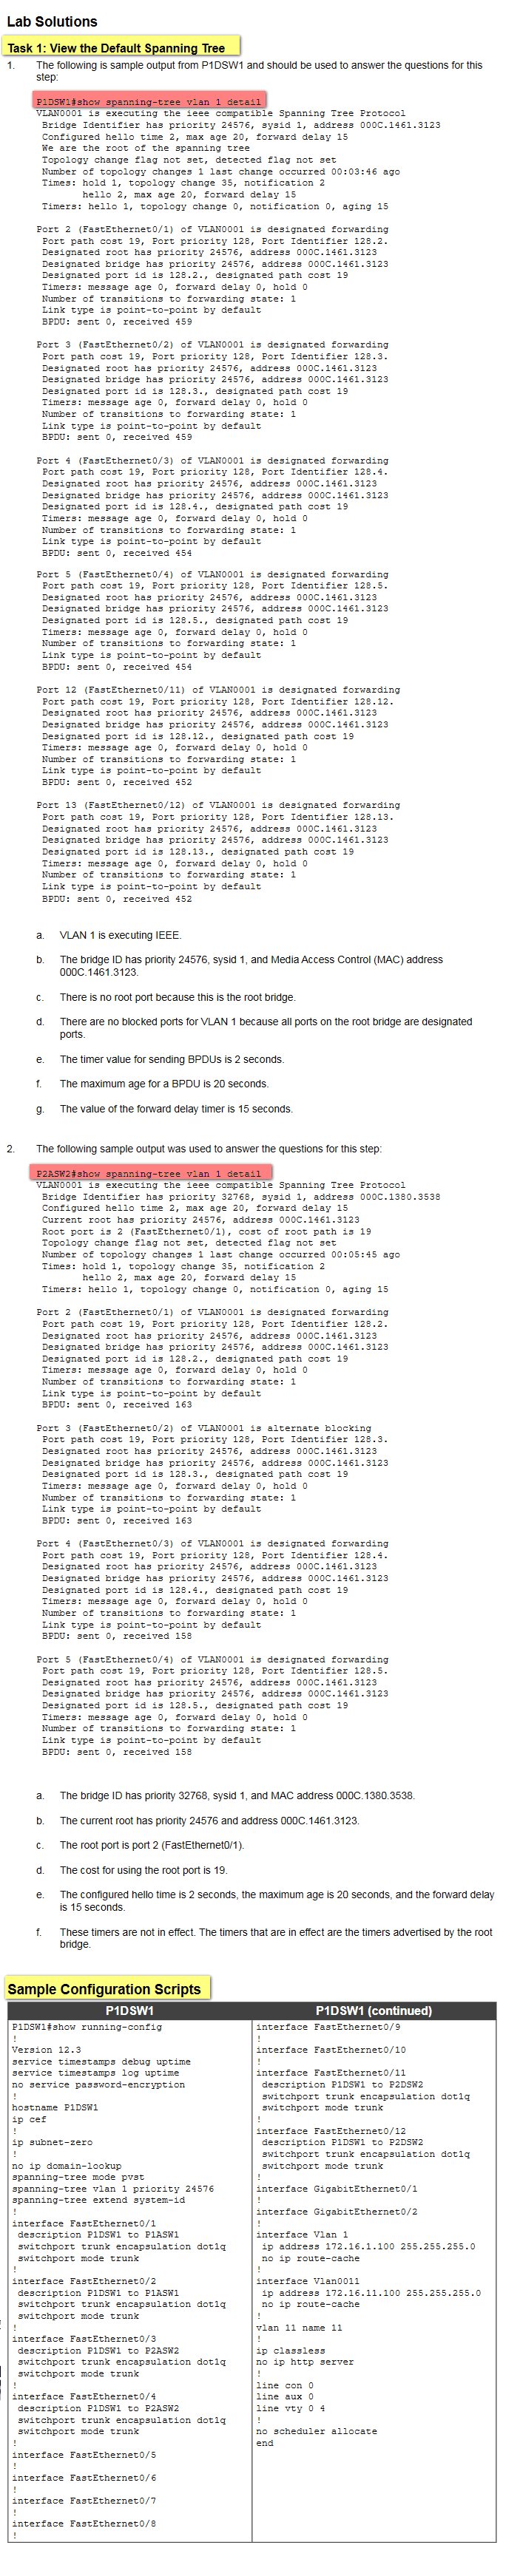 Lab Solutions
Task 1: View the Default Spanning Tree
1. The following is sample output from P1DSW1 and should be used to answer the questions for this
step:
P1DSW1#show spanning-tree vlan 1 detail
VLAN0001 is executing the ieee compatible Spanning Tree Protocol
Bridge Identifier has priority 24576, sysid 1, address 000C.1461.3123
Configured hello time 2, max age 20, forward delay 15
We are the root of the spanning tree
Topology change flag not set, detected flag not set
Number of topology changes 1 last change occurred 00:03:46 ago
Times: hold 1, topology change 35, notification 2
hello 2, max age 20, forward delay 15
Timers: hello 1, topology change 0, notification 0, aging 15
Port 2 (FastEthernet0/1) of VLAN0001 is designated forwarding
Port path cost 19, Port priority 128, Port Identifier 128.2.
Designated root has priority 24576, address 000C.1461.3123
Designated bridge has priority 24576, address 000C.1461.3123
Designated port id is 128.2., designated path cost 19
Timers: message age 0, forward delay 0, hold 0
Number of transitions to forwarding state: 1
Link type is point-to-point by default
BPDU: sent 0, received 459
Port 3 (FastEthernet0/2) of VLAN0001 is designated forwarding
Port path cost 19, Port priority 128, Port Identifier 128.3.
Designated root has priority 24576, address 000C.1461.3123
Designated bridge has priority 24576, address 000C.1461.3123
Designated port id is 128.3., designated path cost 19
Timers: message age 0, forward delay 0, hold 0
Number of transitions to forwarding state: 1
Link type is point-to-point by default
BPDU: sent 0, received 459
Port 4 (FastEthernet0/3) of VLAN0001 is designated forwarding
Port path cost 19, Port priority 128, Port Identifier 128.4.
Designated root has priority 24576, address 000C.1461.3123
Designated bridge has priority 24576, address 000C.1461.3123
Designated port id is 128.4., designated path cost 19
Timers: message age 0, forward delay 0, hold 0
Number of transitions to forwarding state: 1
Link type is point-to-point by default
BPDU: sent 0, received 454
Port 5 (FastEthernet0/4) of VLAN0001 is designated forwarding
Port path cost 19, Port priority 128, Port Identifier 128.5.
Designated root has priority 24576, address 000C.1461.3123
Designated bridge has priority 24576, address 000C.1461.3123
Designated port id is 128.5., designated path cost 19
Timers: message age 0, forward delay 0, hold 0
Number of transitions to forwarding state: 1
Link type is point-to-point by default
BPDU: sent 0, received 454
Port 12 (FastEthernet0/11) of VLAN0001 is designated forwarding
Port path cost 19, Port priority 128, Port Identifier 128.12.
Designated root has priority 24576, address 000C.1461.3123
Designated bridge has priority 24576, address 000C.1461.3123
Designated port id is 128.12., designated path cost 19
Timers: message age 0, forward delay 0, hold 0
Number of transitions to forwarding state: 1
Link type is point-to-point by default
BPDU: sent 0, received 452
Port 13 (FastEthernet0/12) of VLAN0001 is designated forwarding
Port path cost 19, Port priority 128, Port Identifier 128.13.
Designated root has priority 24576, address 000C.1461.3123
Designated bridge has priority 24576, address 000C.1461.3123
Designated port id is 128.13., designated path cost 19
Timers: message age 0, forward delay 0, hold 0
Number of transitions to forwarding state: 1
Link type is point-to-point by default
BPDU: sent 0, received 452
a. VLAN 1 is executing IEEE.
b. The bridge ID has priority 24576, sysid 1, and Media Access Control (MAC) address
000C.1461.3123.
c. There is no root port because this is the root bridge.
d. There are no blocked ports for VLAN 1 because all ports on the root bridge are designated
ports.
e. The timer value for sending BPDUs is 2 seconds.
f. The maximum age for a BPDU is 20 seconds.
g. The value of the forward delay timer is 15 seconds.
2. The following sample output was used to answer the questions for this step:
P2ASW2#show spanning-tree vlan 1 detail
VLAN0001 is executing the ieee compatible Spanning Tree Protocol
Bridge Identifier has priority 32768, sysid 1, address 000C.1380.3538
Configured hello time 2, max age 20, forward delay 15
Current root has priority 24576, address 000C.1461.3123
Root port is 2 (FastEthernet0/1), cost of root path is 19
Topology change flag not set, detected flag not set
Number of topology changes 1 last change occurred 00:05:45 ago
Times: hold 1, topology change 35, notification 2
hello 2, max age 20, forward delay 15
Timers: hello 1, topology change 0, notification 0, aging 15
Port 2 (FastEthernet0/1) of VLAN0001 is designated forwarding
Port path cost 19, Port priority 128, Port Identifier 128.2.
Designated root has priority 24576, address 000C.1461.3123
Designated bridge has priority 24576, address 000C.1461.3123
Designated port id is 128.2., designated path cost 19
Timers: message age 0, forward delay 0, hold 0
Number of transitions to forwarding state: 1
Link type is point-to-point by default
BPDU: sent 0, received 163
Port 3 (FastEthernet0/2) of VLAN0001 is alternate blocking
Port path cost 19, Port priority 128, Port Identifier 128.3.
Designated root has priority 24576, address 000C.1461.3123
Designated bridge has priority 24576, address 000C.1461.3123
Designated port id is 128.3., designated path cost 19
Timers: message age 0, forward delay 0, hold 0
Number of transitions to forwarding state: 1
Link type is point-to-point by default
BPDU: sent 0, received 163
Port 4 (FastEthernet0/3) of VLAN0001 is designated forwarding
Port path cost 19, Port priority 128, Port Identifier 128.4.
Designated root has priority 24576, address 000C.1461.3123
Designated bridge has priority 24576, address 000C.1461.3123
Designated port id is 128.4., designated path cost 19
Timers: message age 0, forward delay 0, hold 0
Number of transitions to forwarding state: 1
Link type is point-to-point by default
BPDU: sent 0, received 158
Port 5 (FastEthernet0/4) of VLAN0001 is designated forwarding
Port path cost 19, Port priority 128, Port Identifier 128.5.
Designated root has priority 24576, address 000C.1461.3123
Designated bridge has priority 24576, address 000C.1461.3123
Designated port id is 128.5., designated path cost 19
Timers: message age 0, forward delay 0, hold 0
Number of transitions to forwarding state: 1
Link type is point-to-point by default
BPDU: sent 0, received 158
a. The bridge ID has priority 32768, sysid 1, and MAC address 000C.1380.3538.
b. The current root has priority 24576 and address 000C.1461.3123.
c. The root port is port 2 (FastEthernet0/1).
d. The cost for using the root port is 19.
e. The configured hello time is 2 seconds, the maximum age is 20 seconds, and the forward delay
is 15 seconds.
f. These timers are not in effect. The timers that are in effect are the timers advertised by the root
bridge.
Sample Configuration Scripts
P1DSW1
P1DSW1#show running-config
!
Version 12.3
service timestamps debug uptime
service timestamps log uptime
no service password-encryption
!
hostname P1DSW1
ip cef
!
ip subnet-zero
!
no ip domain-lookup
spanning-tree mode pvst
spanning-tree vlan 1 priority 24576
spanning-tree extend system-id
!
interface FastEthernet0/1
description P1DSW1 to P1ASW1
switchport trunk encapsulation dot1q
switchport mode trunk
!
interface FastEthernet0/2
description P1DSW1 to P1ASW1
switchport trunk encapsulation dot1q
switchport mode trunk
!
interface FastEthernet0/3
description P1DSW1 to P2ASW2
switchport trunk encapsulation dot1q
switchport mode trunk
!
interface FastEthernet0/4
description P1DSW1 to P2ASW2
switchport trunk encapsulation dot1q
switchport mode trunk
!
interface FastEthernet0/5
!
interface FastEthernet0/6
!
interface FastEthernet0/7
!
interface FastEthernet0/8
!
P1DSW1 (continued)
interface FastEthernet0/9
!
interface FastEthernet0/10
!
interface FastEthernet0/11
description P1DSW1 to P2DSW2
switchport trunk encapsulation dot1q
switchport mode trunk
!
interface FastEthernet0/12
description P1DSW1 to P2DSW2
switchport trunk encapsulation dot1q
switchport mode trunk
!
interface GigabitEthernet0/1
!
interface GigabitEthernet0/2
!
interface Vlan 1
ip address 172.16.1.100 255.255.255.0
no ip route-cache
!
interface Vlan0011
ip address 172.16.11.100 255.255.255.0
no ip route-cache
!
vlan 11 name 11
!
ip classless
no ip http server
!
line con 0
line aux 0
line vty 0 4
!
no scheduler allocate
end